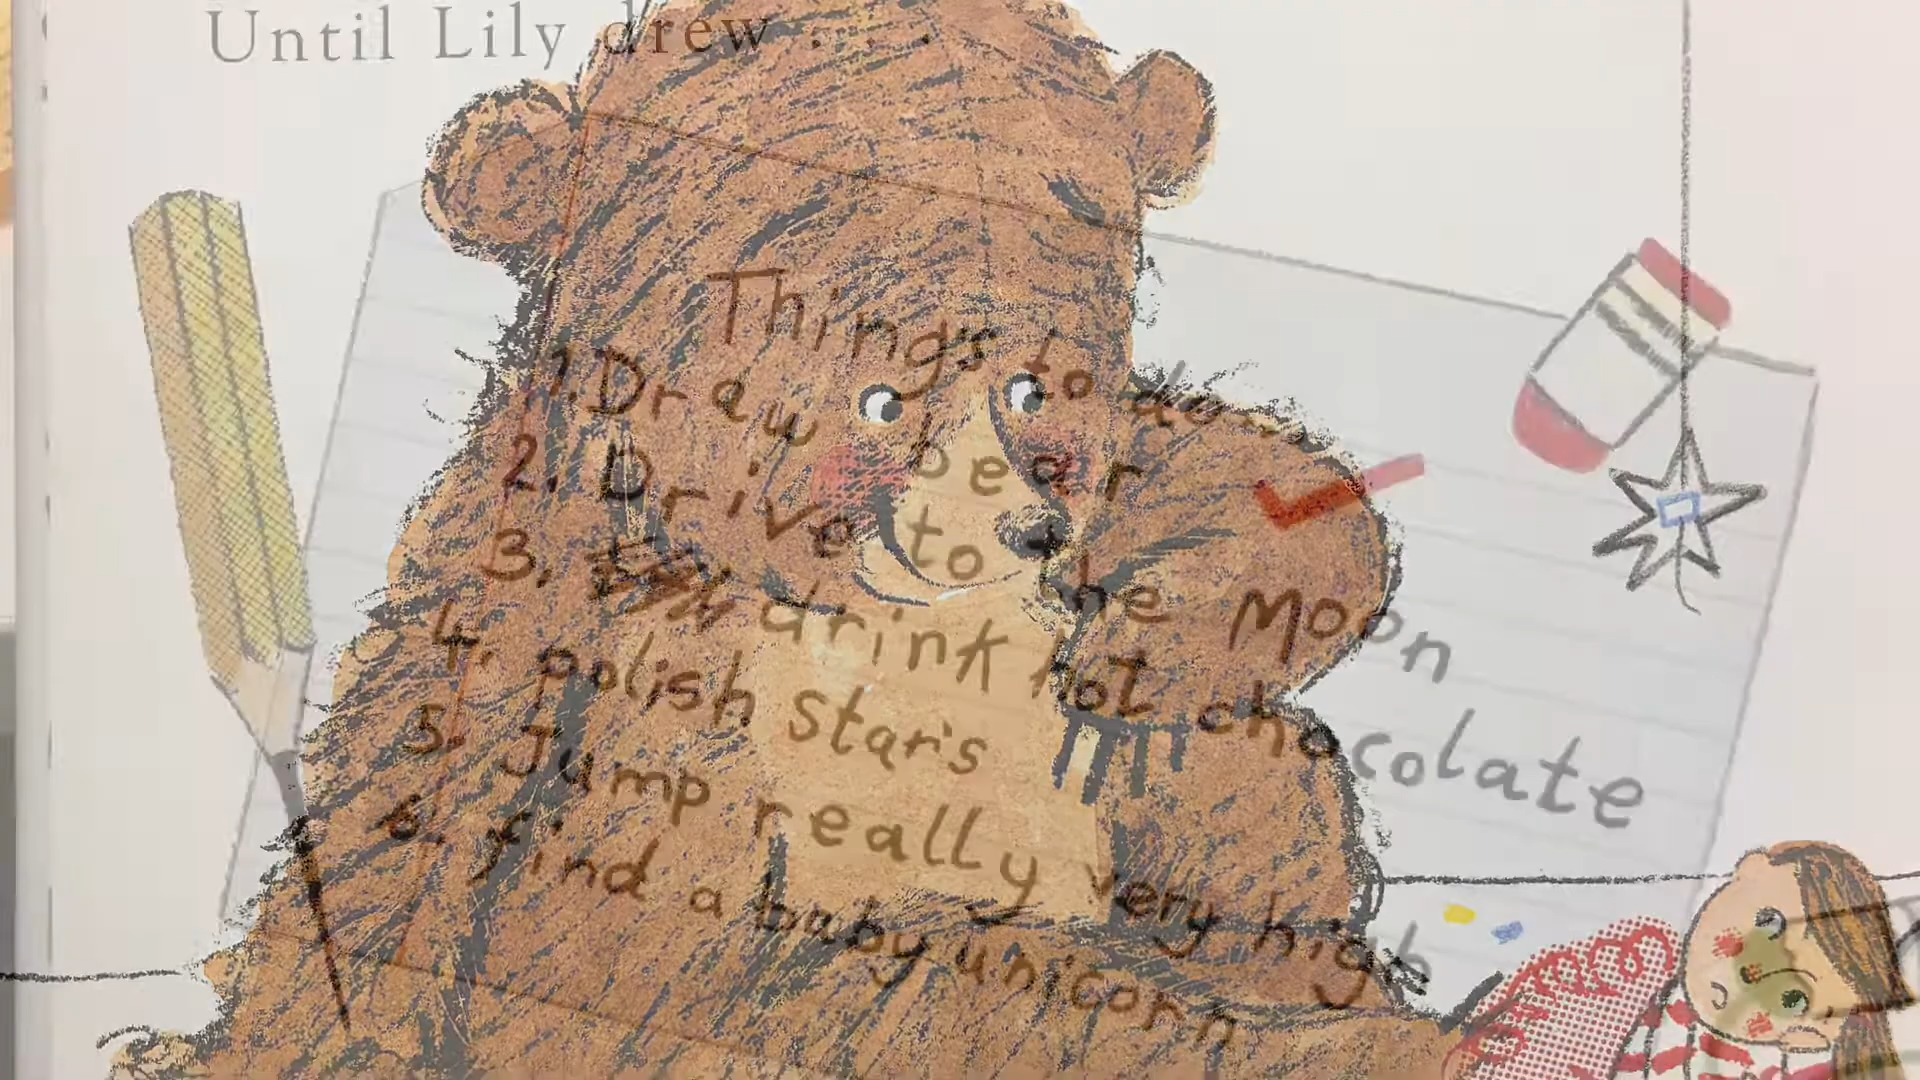 Until Lily drew . . .
Things to do...
1. Draw bear
2. Drive to the Moon
3. drink hot chocolate
4. polish stars
5. Jump really very high
6. find a baby unicorn